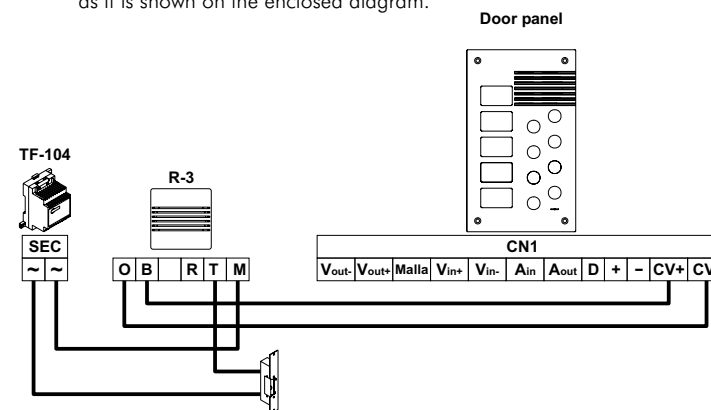 as it is shown on the enclosed diagram.
Door panel
TF-104
R-3
SEC
CN1
~ ~
O B R T M
Vout- Vout+ Malla Vin+ Vin- Ain Aout D + – CV+ CV